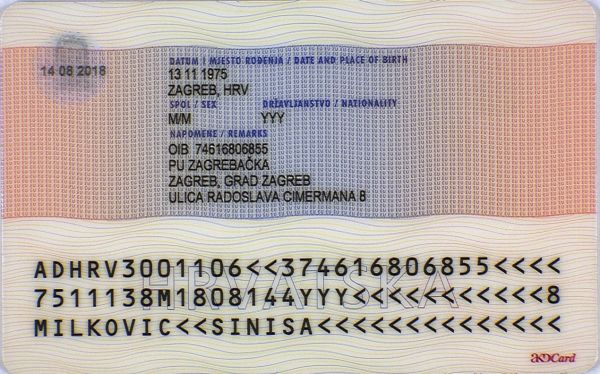 14 08 2018
DATUM I MJESTO ROĐENJA / DATE AND PLACE OF BIRTH
13 11 1975
ZAGREB, HRV
SPOL / SEX DRŽAVLJANSTVO / NATIONALITY
M/M YYY
NAPOMENE / REMARKS
OIB 74616806855
PU ZAGREBAČKA
ZAGREB, GRAD ZAGREB
ULICA RADOSLAVA CIMERMANA 8
HRVATSKA
ADHRV3001106<<374616806855<<<<
7511138M1808144YYY<<<<<<<<<<<8
MILKOVIC<<SINISA<<<<<<<<<<<<<<
AKDCard